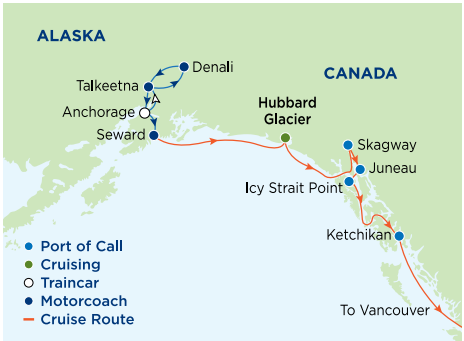 ALASKA
Denali
CANADA
Talkeetna
Anchorage
Hubbard
Glacier
Seward
Skagway
Juneau
Icy Strait Point
Ketchikan
Port of Call
Cruising
Traincar
Motorcoach
To Vancouver
Cruise Route